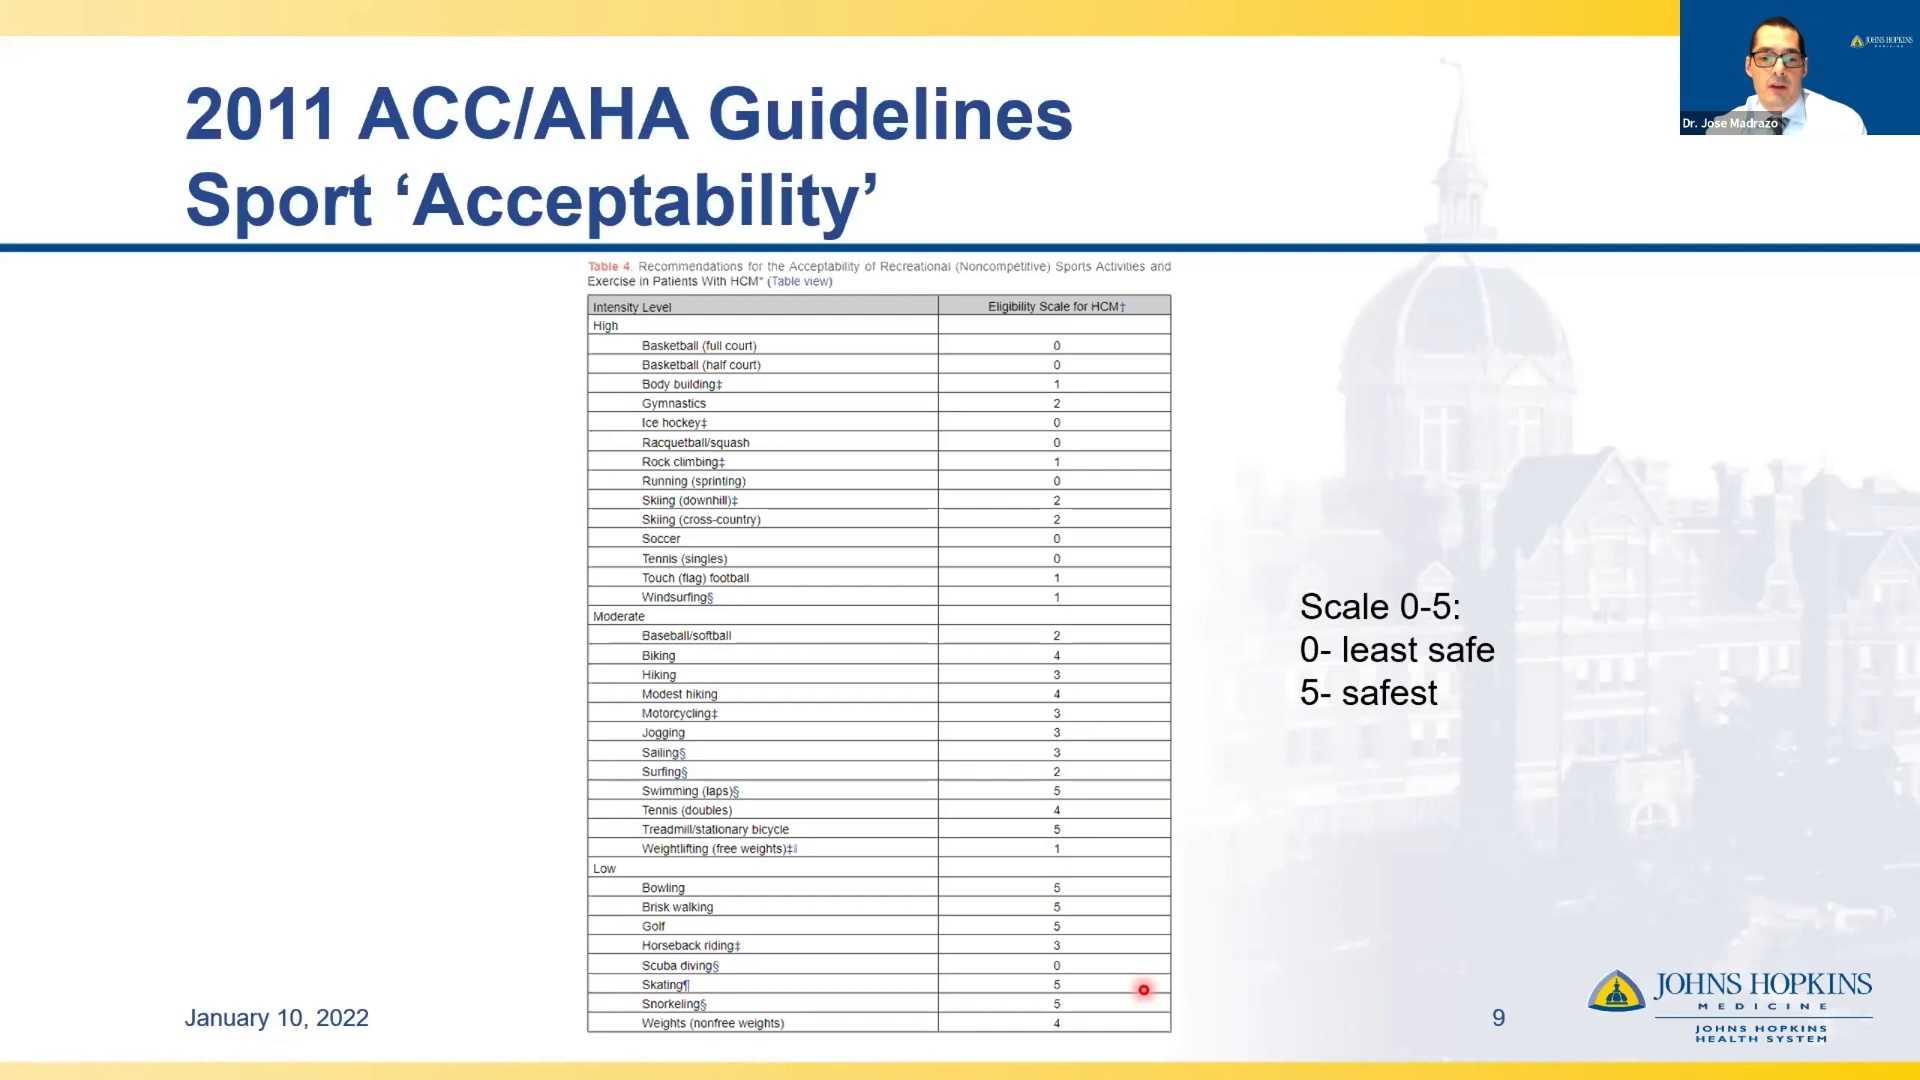 JOHNS HOPKINS
MEDICINE
Dr. Jose Madrazo
2011 ACC/AHA Guidelines
Sport ‘Acceptability’
Table 4. Recommendations for the Acceptability of Recreational (Noncompetitive) Sports Activities and
Exercise in Patients With HCM* (Table view)
Intensity Level Eligibility Scale for HCM†
High
Basketball (full court) 0
Basketball (half court) 0
Body building‡ 1
Gymnastics 2
Ice hockey‡ 0
Racquetball/squash 0
Rock climbing‡ 1
Running (sprinting) 0
Skiing (downhill)‡ 2
Skiing (cross-country) 2
Soccer 0
Tennis (singles) 0
Touch (flag) football 1
Windsurfing§ 1
Moderate
Baseball/softball 2
Biking 4
Hiking 3
Modest hiking 4
Motorcycling‡ 3
Jogging 3
Sailing§ 3
Surfing§ 2
Swimming (laps)§ 5
Tennis (doubles) 4
Treadmill/stationary bicycle 5
Weightlifting (free weights)‡‖ 1
Low
Bowling 5
Brisk walking 5
Golf 5
Horseback riding‡ 3
Scuba diving§ 0
Skating¶ 5
Snorkeling§ 5
Weights (nonfree weights) 4
Scale 0-5:
0- least safe
5- safest
January 10, 2022
9
JOHNS HOPKINS
MEDICINE
JOHNS HOPKINS
HEALTH SYSTEM